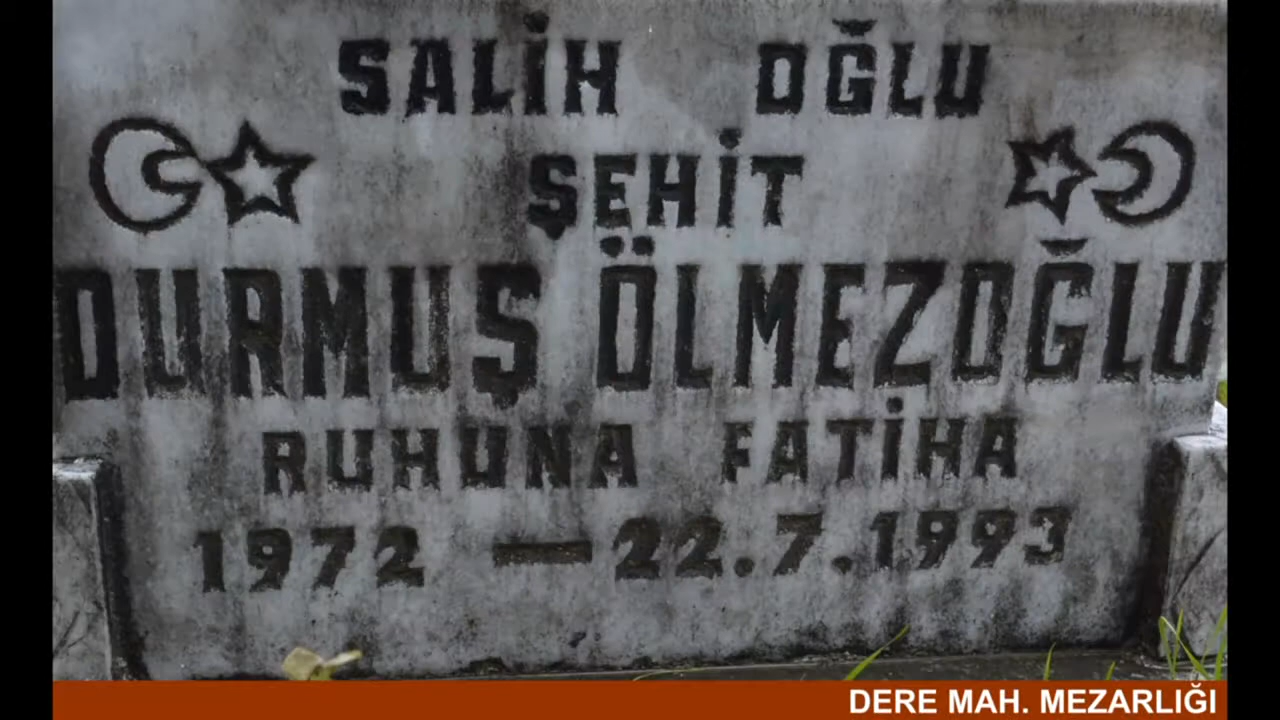 SALİH OĞLU
ŞEHİT
DURMUŞ ÖLMEZOĞLU
RUHUNA FATİHA
1972 — 22.7.1993
DERE MAH. MEZARLIĞI